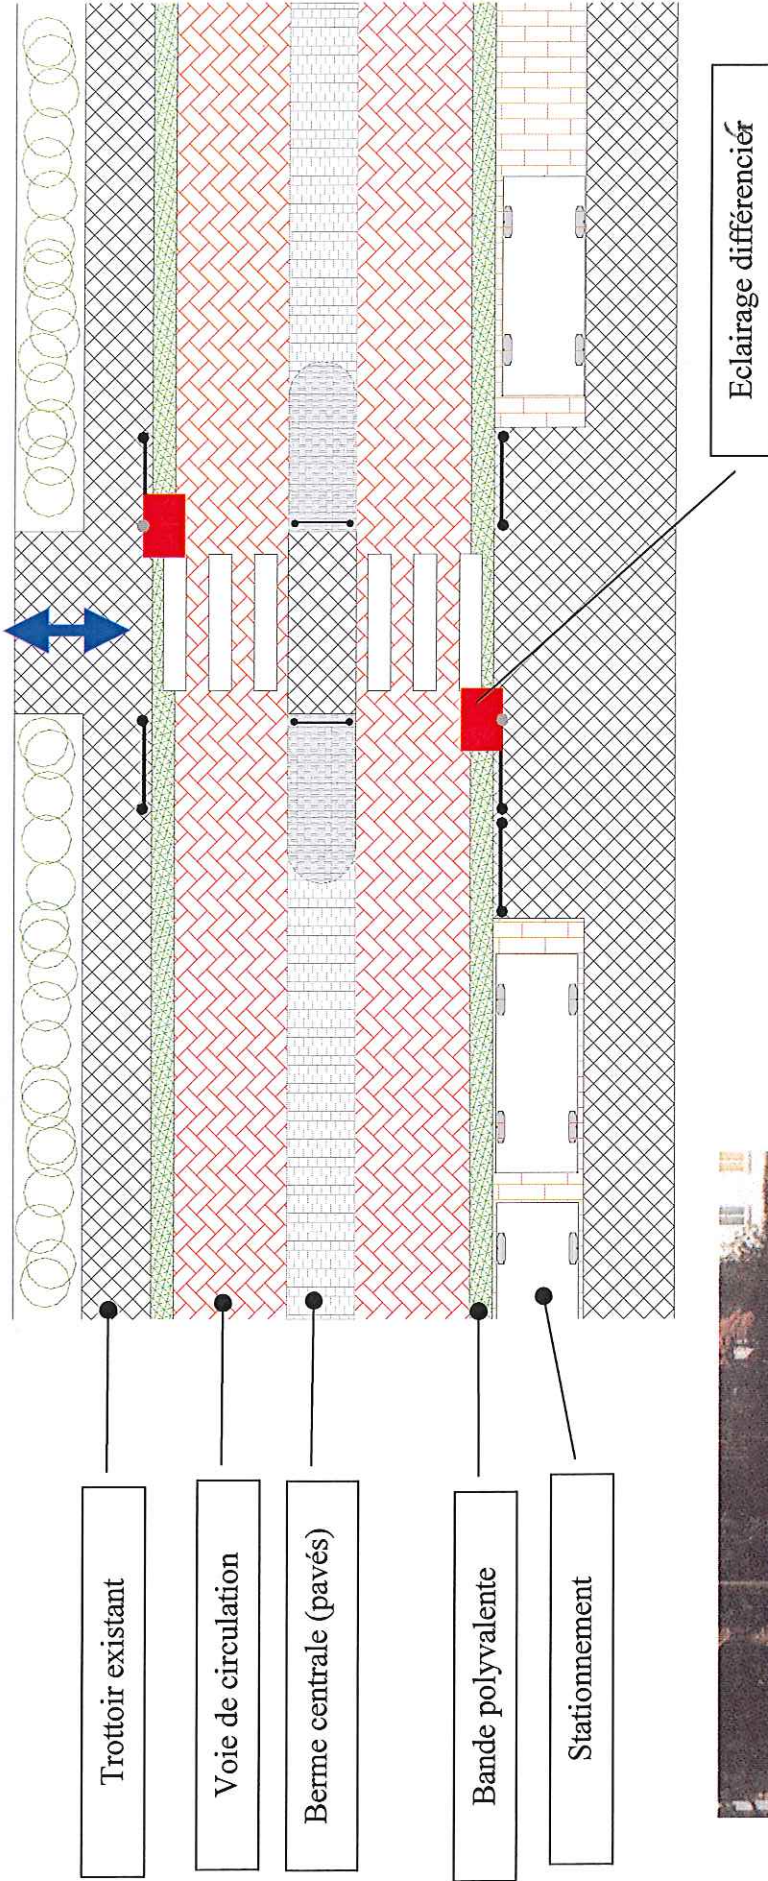 Trottoir existant
Voie de circulation
Berme centrale (pavés)
Bande polyvalente
Stationnement
Eclairage différencier